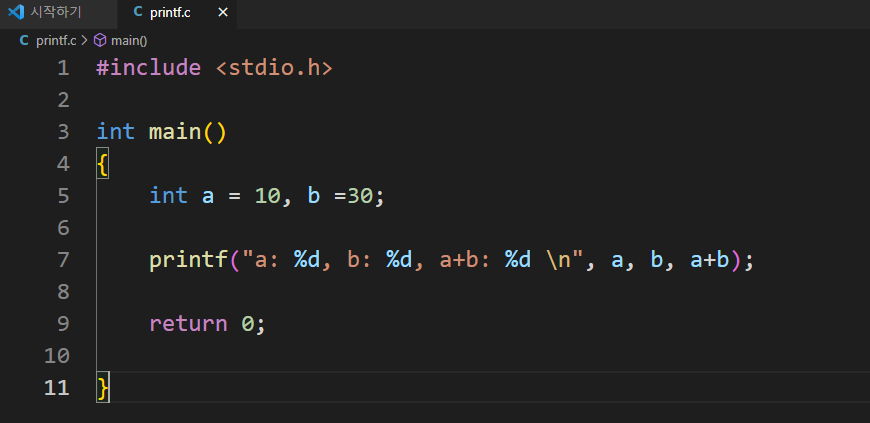 시작하기 C printf.c ×
C printf.c > main()
1 #include <stdio.h>
2
3 int main()
4 {
5     int a = 10, b =30;
6
7     printf("a: %d, b: %d, a+b: %d \n", a, b, a+b);
8
9     return 0;
10
11 }